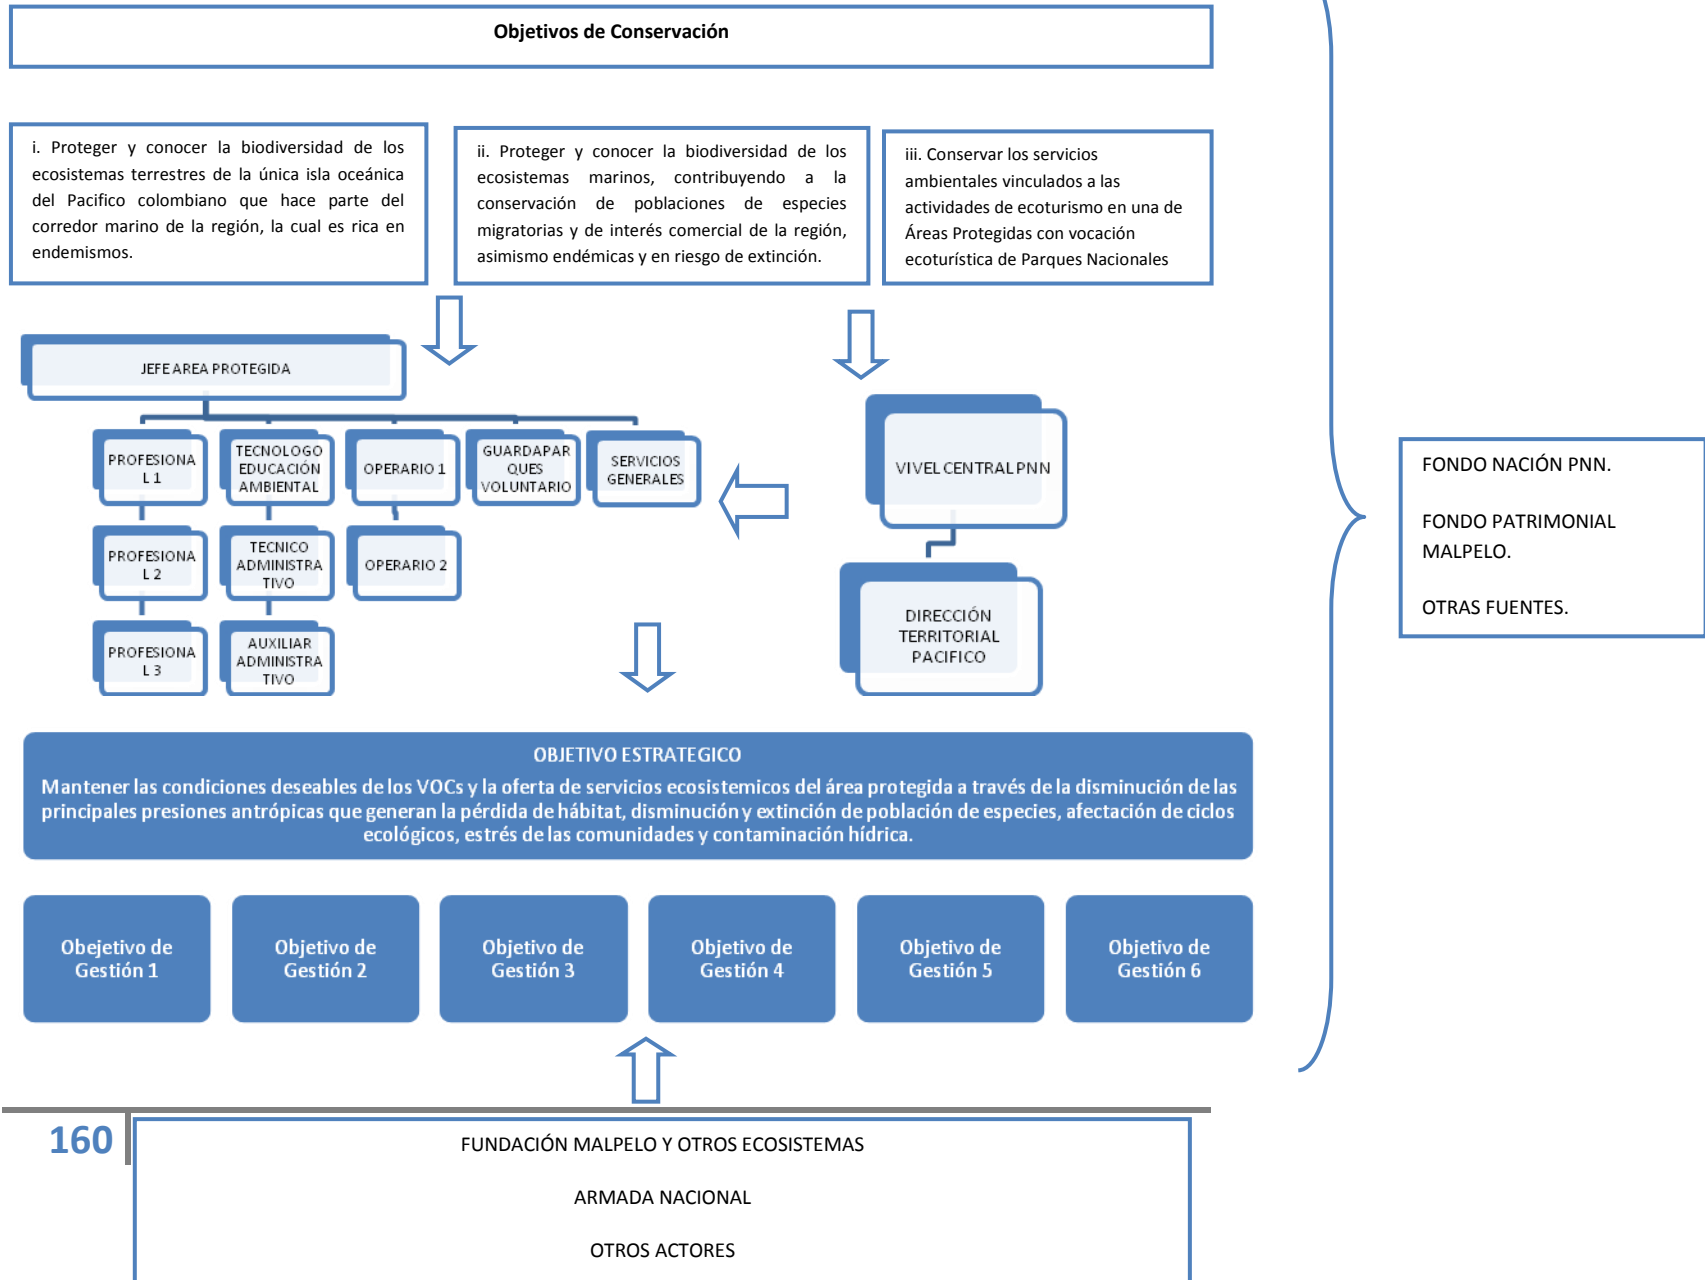 Objetivos de Conservación
i. Proteger y conocer la biodiversidad de los
ecosistemas terrestres de la única isla oceánica
del Pacifico colombiano que hace parte del
corredor marino de la región, la cual es rica en
endemismos.
ii. Proteger y conocer la biodiversidad de los
ecosistemas marinos, contribuyendo a la
conservación de poblaciones de especies
migratorias y de interés comercial de la región,
asimismo endémicas y en riesgo de extinción.
iii. Conservar los servicios
ambientales vinculados a las
actividades de ecoturismo en una de
Áreas Protegidas con vocación
ecoturística de Parques Nacionales
JEFE AREA PROTEGIDA
PROFESIONA
L 1
TECNOLOGO
EDUCACIÓN
AMBIENTAL
OPERARIO 1
GUARDAPAR
QUES
VOLUNTARIO
SERVICIOS
GENERALES
PROFESIONA
L 2
TECNICO
ADMINISTRA
TIVO
OPERARIO 2
PROFESIONA
L 3
AUXILIAR
ADMINISTRA
TIVO
VIVEL CENTRAL PNN
DIRECCIÓN
TERRITORIAL
PACIFICO
FONDO NACIÓN PNN.
FONDO PATRIMONIAL
MALPELO.
OTRAS FUENTES.
OBJETIVO ESTRATEGICO
Mantener las condiciones deseables de los VOCs y la oferta de servicios ecosistemicos del área protegida a través de la disminución de las
principales presiones antrópicas que generan la pérdida de hábitat, disminución y extinción de población de especies, afectación de ciclos
ecológicos, estrés de las comunidades y contaminación hídrica.
Obejetivo de
Gestión 1
Objetivo de
Gestión 2
Objetivo de
Gestión 3
Objetivo de
Gestión 4
Objetivo de
Gestión 5
Objetivo de
Gestión 6
160
FUNDACIÓN MALPELO Y OTROS ECOSISTEMAS
ARMADA NACIONAL
OTROS ACTORES